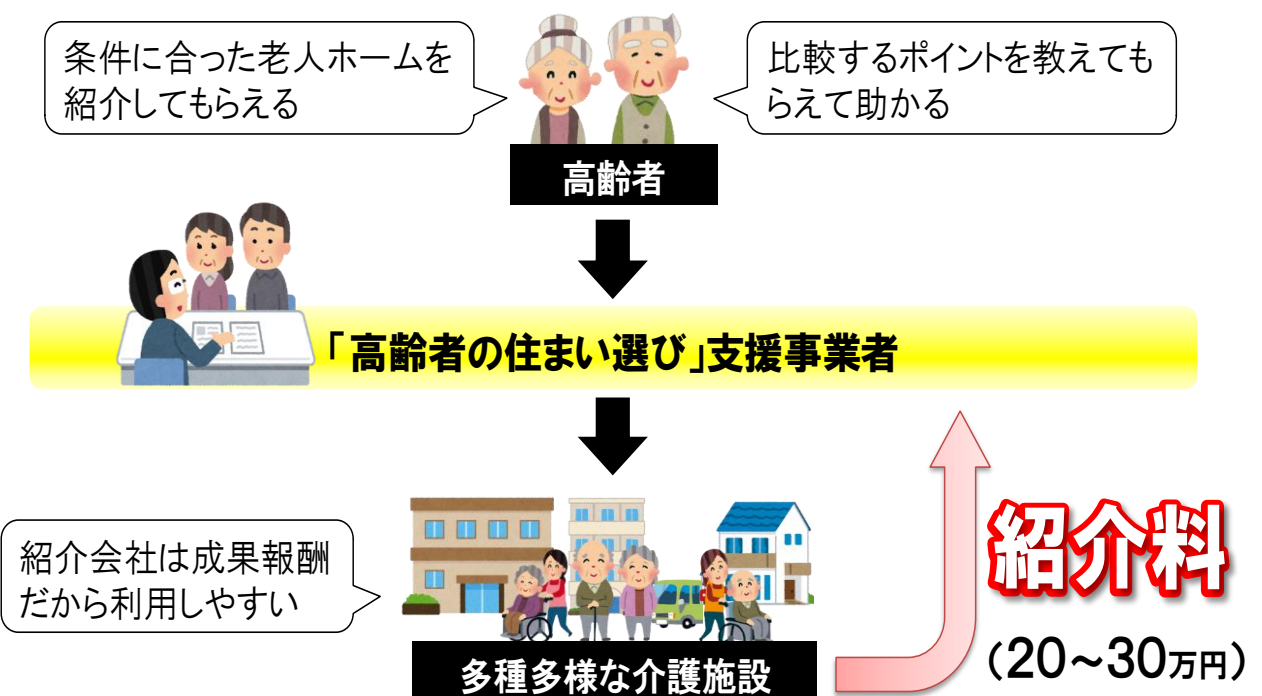 条件に合った老人ホームを
紹介してもらえる
比較するポイントを教えても
らえて助かる
高齢者
「高齢者の住まい選び」支援事業者
紹介会社は成果報酬
だから利用しやすい
紹介料
（20～30万円）
多種多様な介護施設